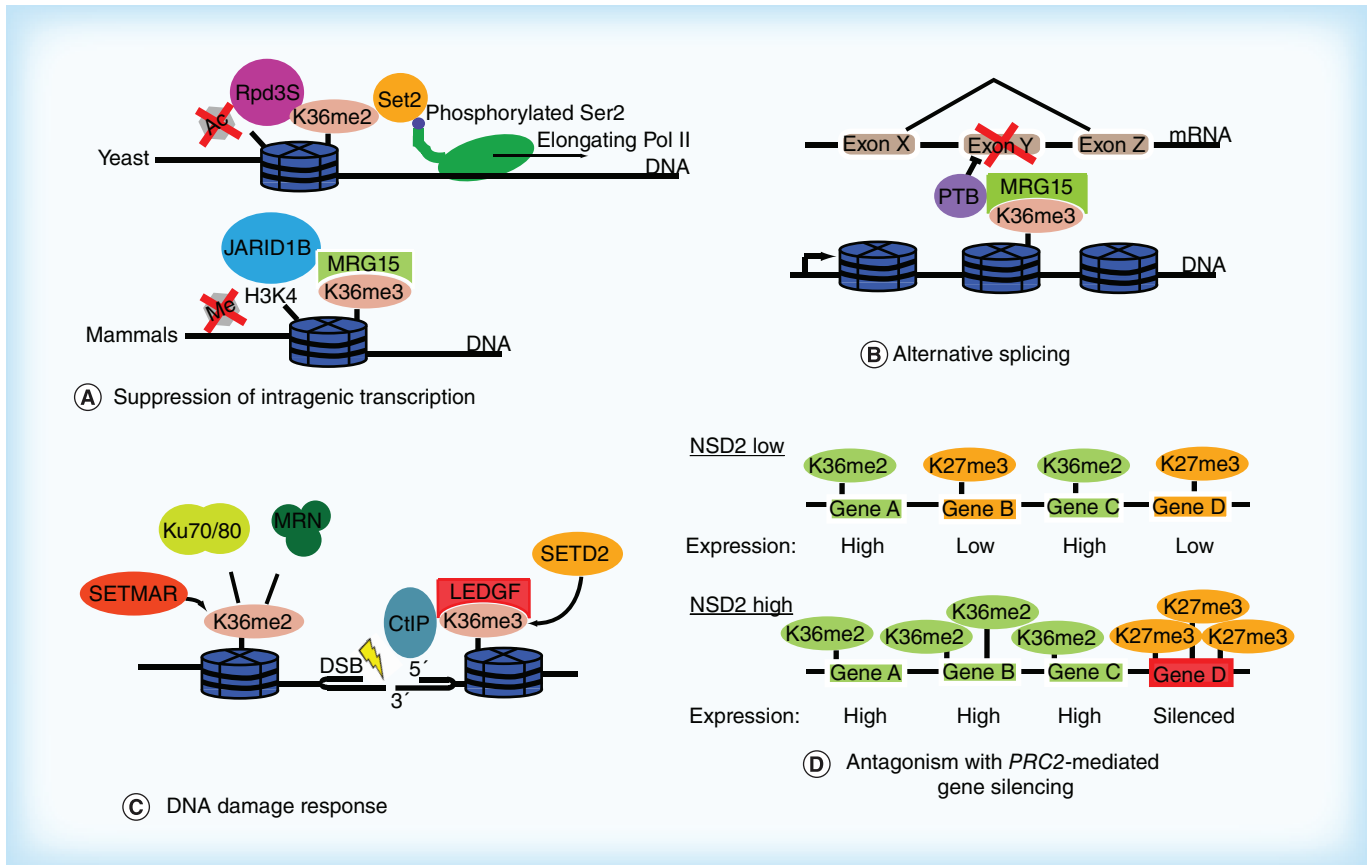 Rpd3S
Ac
K36me2
Set2
Phosphorylated Ser2
Elongating Pol II
Yeast
DNA
JARID1B
MRG15
K36me3
H3K4
Me
Mammals
DNA
A Suppression of intragenic transcription
Exon X
Exon Y
Exon Z
mRNA
PTB
MRG15
K36me3
DNA
B Alternative splicing
Ku70/80
MRN
SETMAR
K36me2
CtIP
LEDGF
K36me3
SETD2
DSB
5´
3´
C DNA damage response
NSD2 low
K36me2 K27me3 K36me2 K27me3
Gene A Gene B Gene C Gene D
Expression: High Low High Low
NSD2 high
K36me2 K36me2 K36me2 K36me2 K27me3 K27me3 K27me3
Gene A Gene B Gene C Gene D
Expression: High High High Silenced
D Antagonism with PRC2-mediated
gene silencing